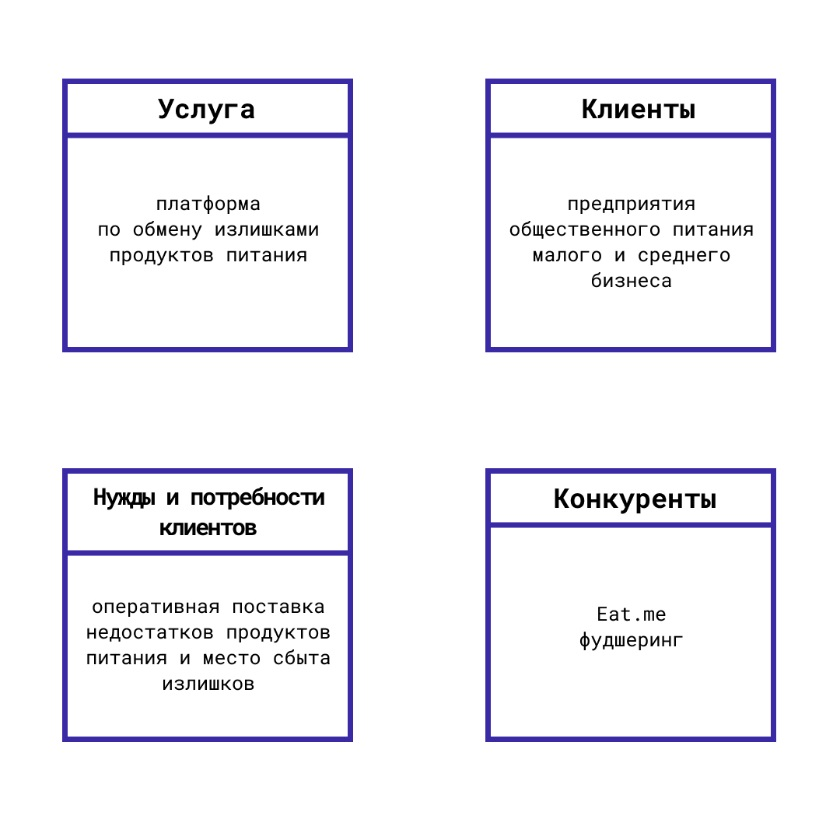 Услуга
платформа
по обмену излишками
продуктов питания
Клиенты
предприятия
общественного питания
малого и среднего
бизнеса
Нужды и потребности
клиентов
оперативная поставка
недостатков продуктов
питания и место сбыта
излишков
Конкуренты
Eat.me
фудшеринг